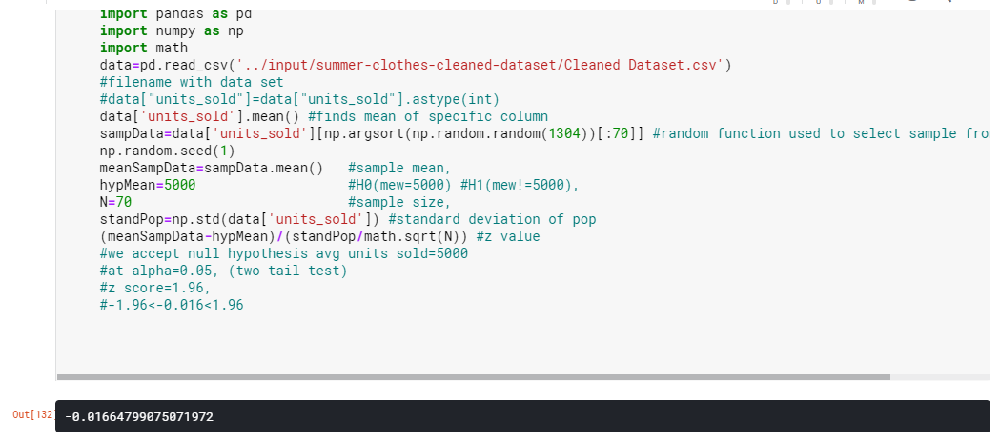 import pandas as pd
import numpy as np
import math
data=pd.read_csv('../input/summer-clothes-cleaned-dataset/Cleaned Dataset.csv')
#filename with data set
#data["units_sold"]=data["units_sold"].astype(int)
data['units_sold'].mean() #finds mean of specific column
sampData=data['units_sold'][np.argsort(np.random.random(1304))[:70]] #random function used to select sample fro
np.random.seed(1)
meanSampData=sampData.mean()   #sample mean,
hypMean=5000                   #H0(mew=5000) #H1(mew!=5000),
N=70                           #sample size,
standPop=np.std(data['units_sold']) #standard deviation of pop
(meanSampData-hypMean)/(standPop/math.sqrt(N)) #z value
#we accept null hypothesis avg units sold=5000
#at alpha=0.05, (two tail test)
#z score=1.96,
#-1.96<-0.016<1.96
Out[132]
-0.01664799075071972